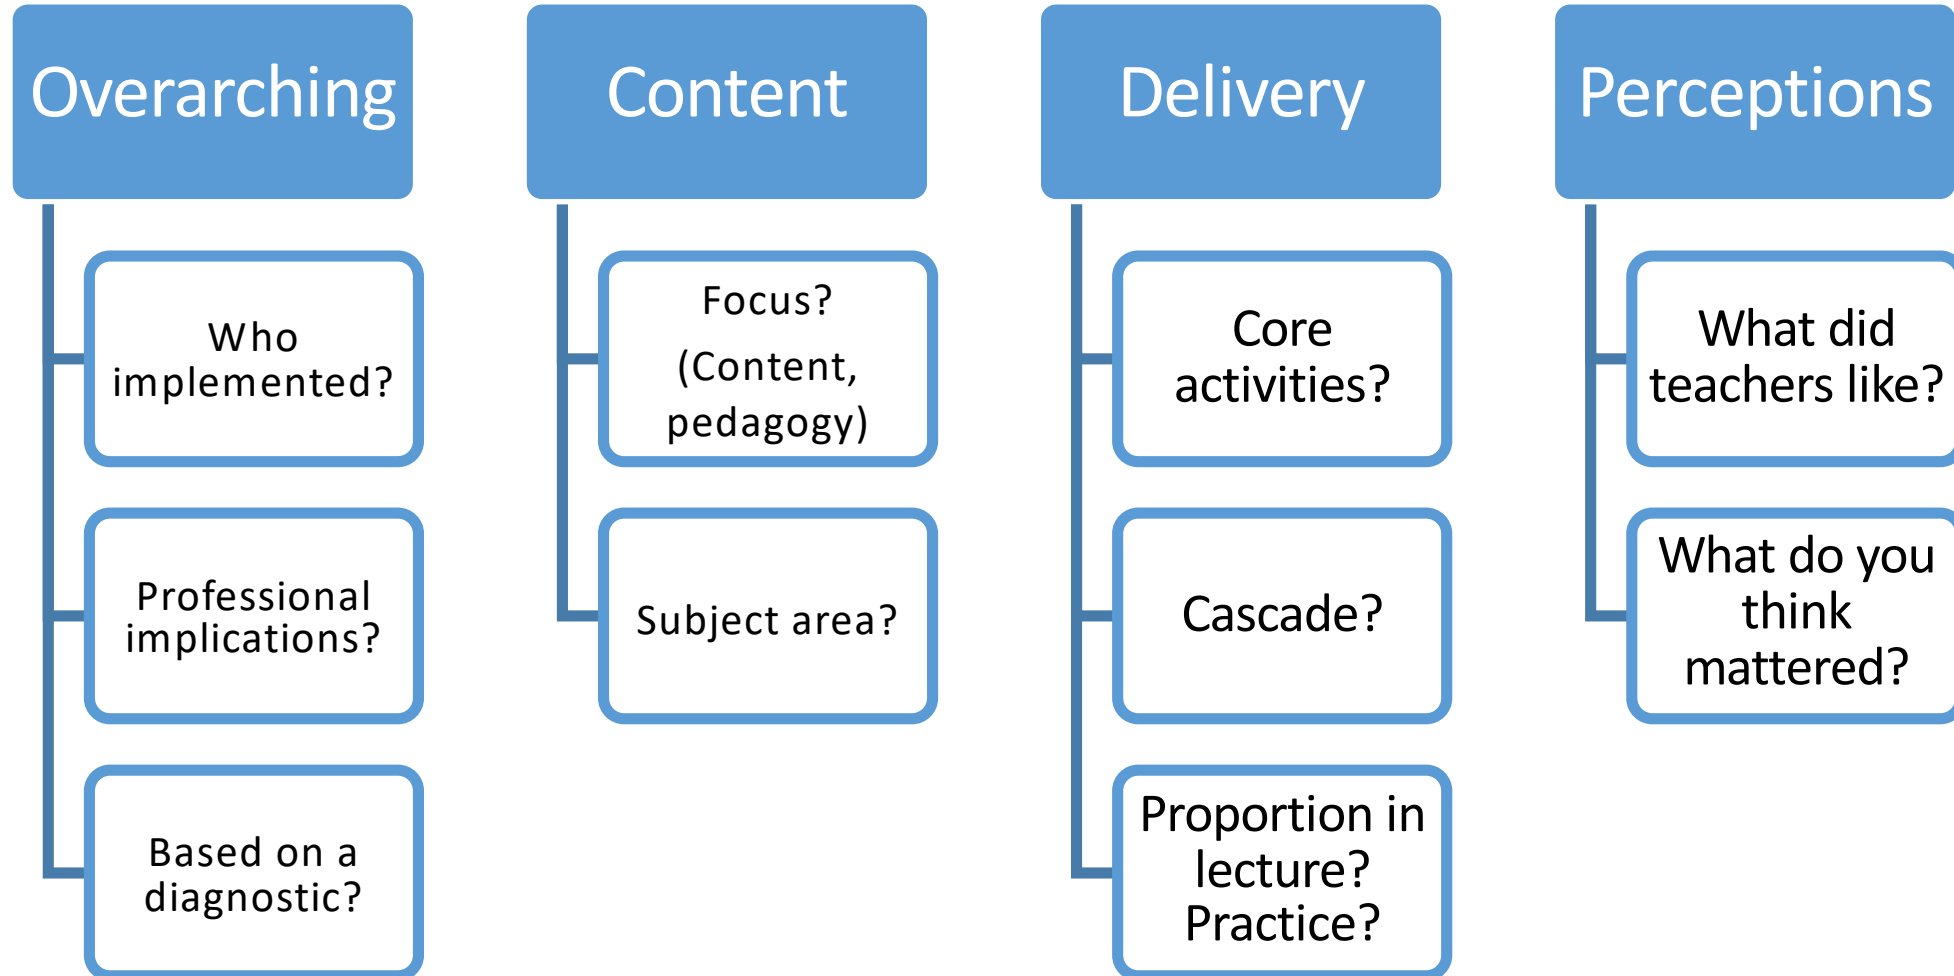 Overarching
Who
implemented?
Professional
implications?
Based on a
diagnostic?
Content
Focus?
(Content,
pedagogy)
Subject area?
Delivery
Core
activities?
Cascade?
Proportion in
lecture?
Practice?
Perceptions
What did
teachers like?
What do you
think
mattered?